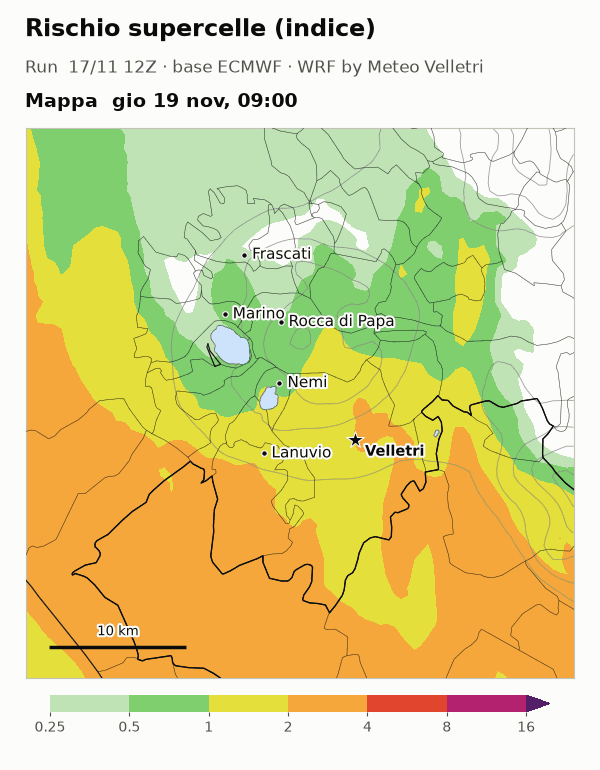 Rischio supercelle (indice)
Run  17/11 12Z · base ECMWF · WRF by Meteo Velletri
Mappa  gio 19 nov, 09:00
Frascati
Marino
Rocca di Papa
Nemi
Velletri
Lanuvio
10 km
0.25 0.5 1 2 4 8 16